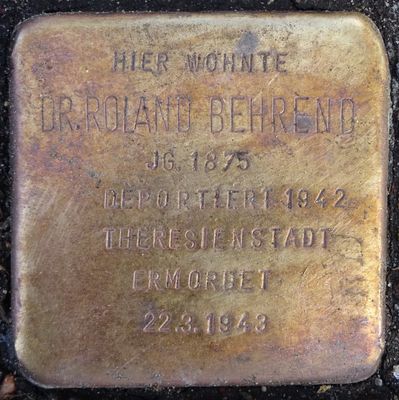 HIER WOHNTE
DR. ROLAND BEHREND
JG. 1875
DEPORTIERT 1942
THERESIENSTADT
ERMORDET
22.3.1943